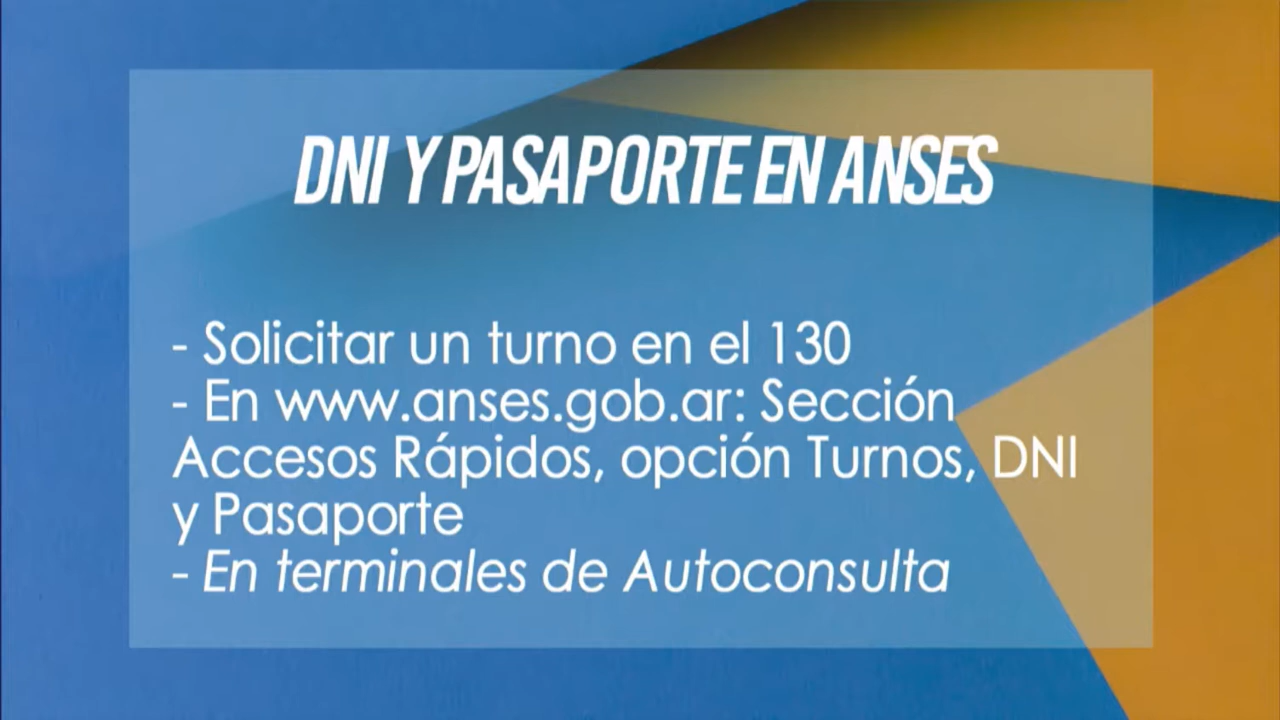 DNI Y PASAPORTE EN ANSES
- Solicitar un turno en el 130
- En www.anses.gob.ar: Sección
Accesos Rápidos, opción Turnos, DNI
y Pasaporte
- En terminales de Autoconsulta